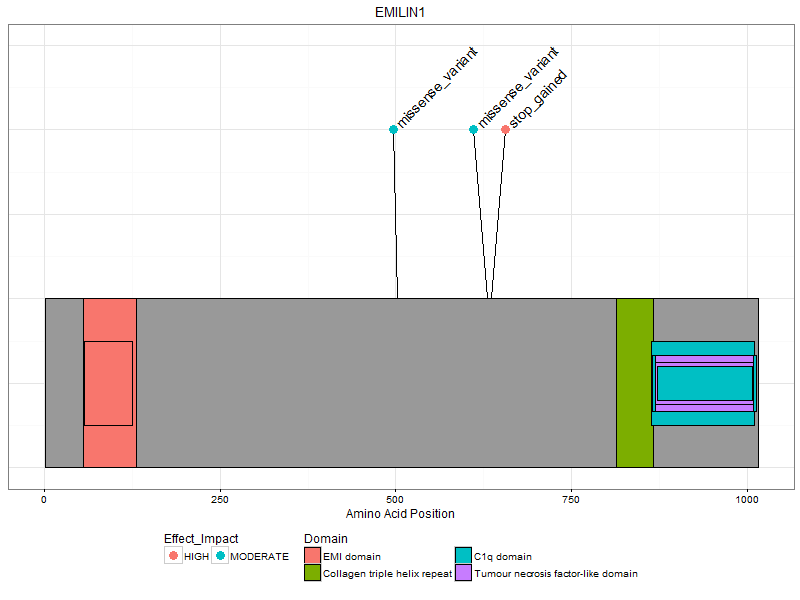 EMILIN1
missense_variant
missense_variant
stop_gained
0 250 500 750 1000
Amino Acid Position
Effect_Impact
HIGH MODERATE
Domain
EMI domain C1q domain
Collagen triple helix repeat Tumour necrosis factor-like domain